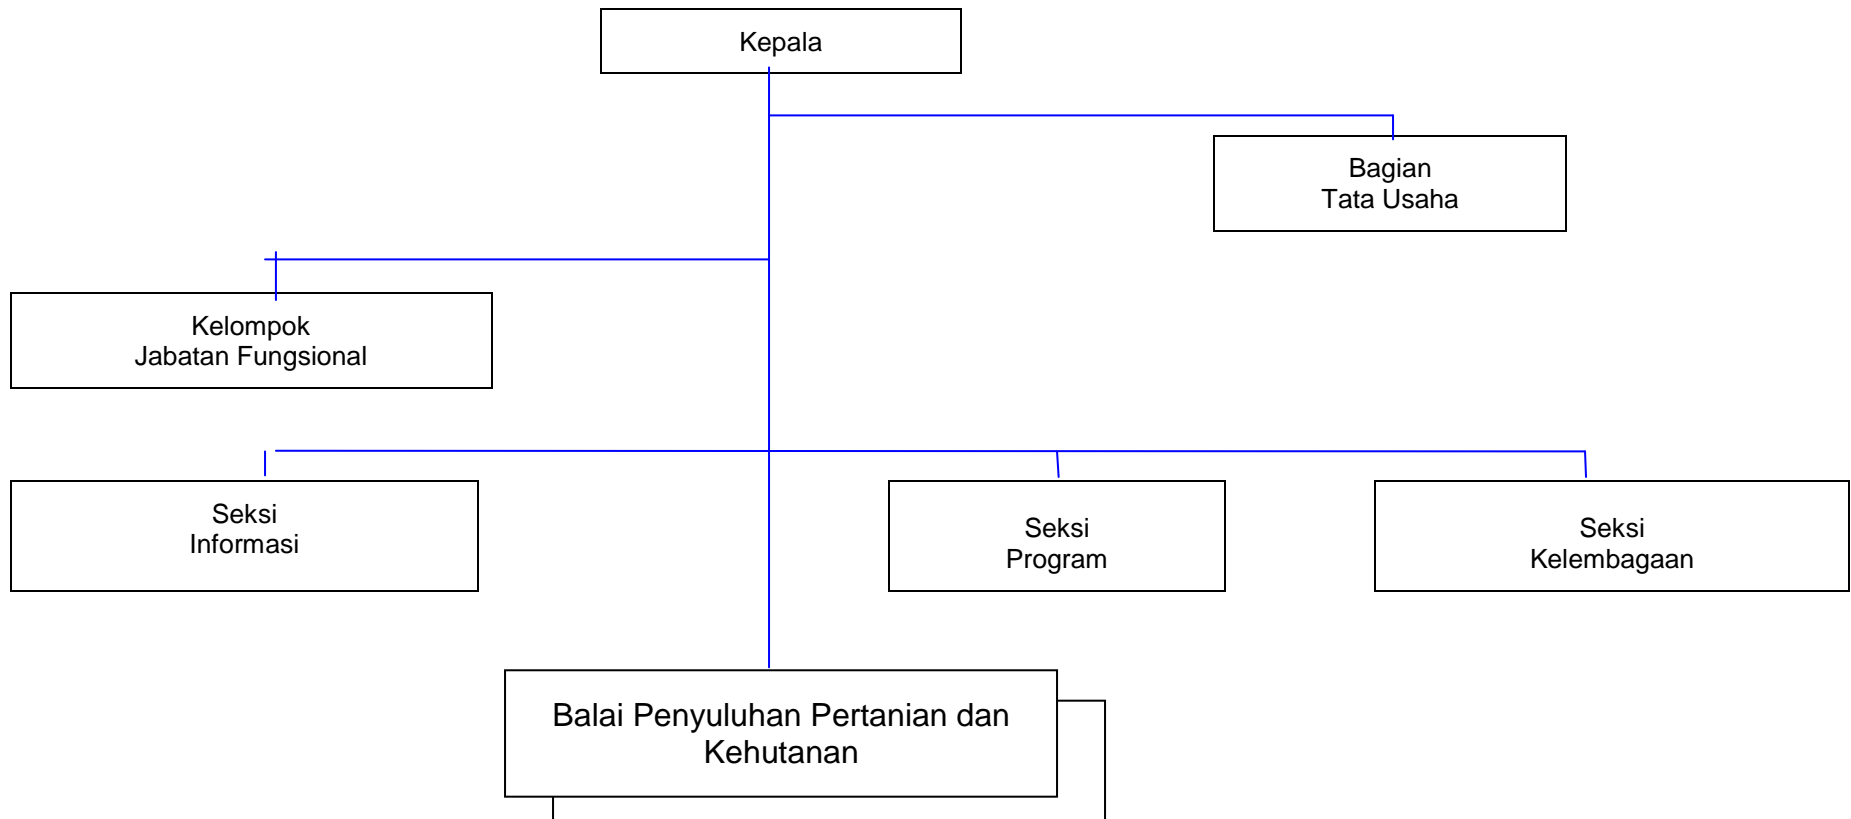 Kepala
Bagian
Tata Usaha
Kelompok
Jabatan Fungsional
Seksi
Informasi
Seksi
Program
Seksi
Kelembagaan
Balai Penyuluhan Pertanian dan
Kehutanan